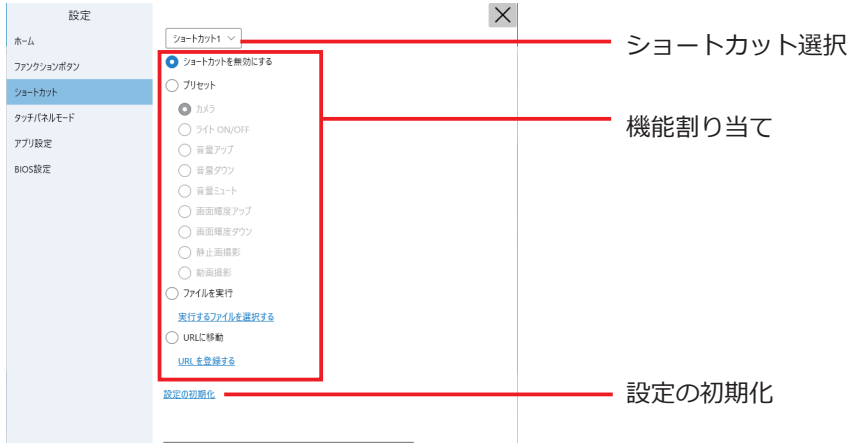 設定
ホーム
ファンクションボタン
ショートカット
タッチパネルモード
アプリ設定
BIOS設定
ショートカット1
ショートカットを無効にする
プリセット
カメラ
ライト ON/OFF
音量アップ
音量ダウン
音量ミュート
画面輝度アップ
画面輝度ダウン
静止画撮影
動画撮影
ファイルを実行
実行するファイルを選択する
URLに移動
URL を登録する
設定の初期化
ショートカット選択
機能割り当て
設定の初期化